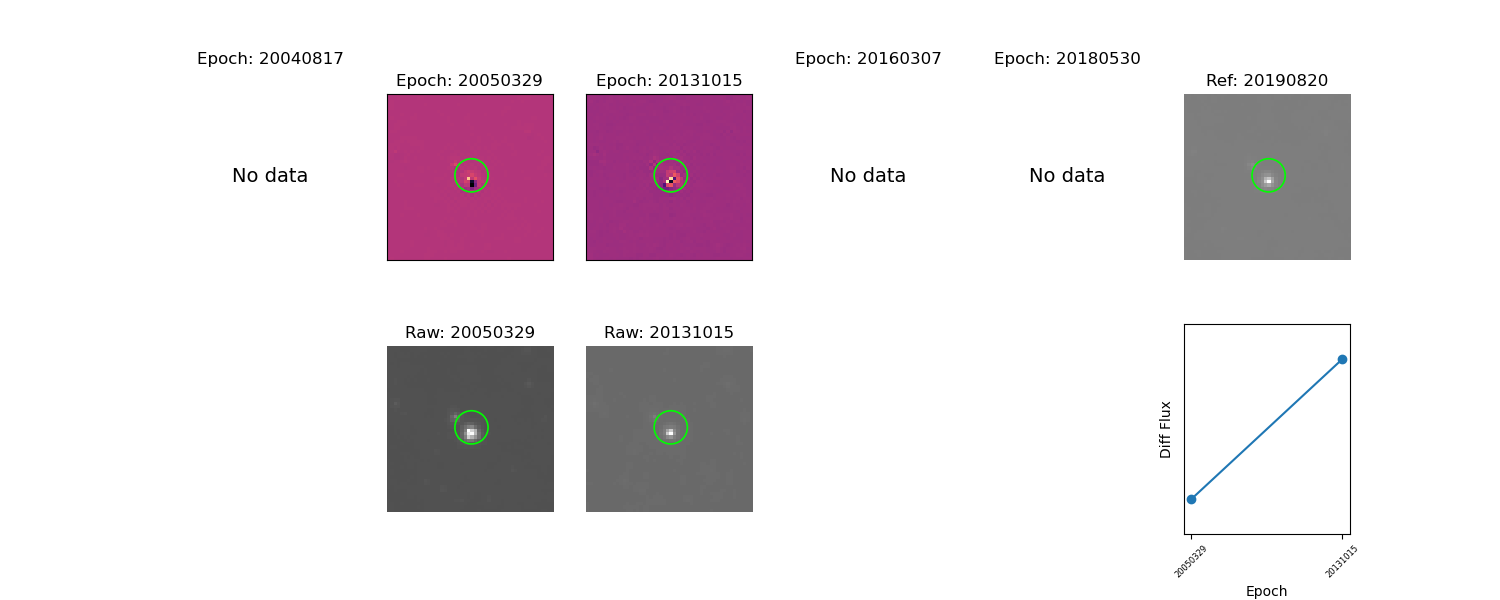 Epoch: 20040817
No data
Epoch: 20050329
Epoch: 20131015
Epoch: 20160307
No data
Epoch: 20180530
No data
Ref: 20190820
Raw: 20050329
Raw: 20131015
Diff Flux
20050329
20131015
Epoch